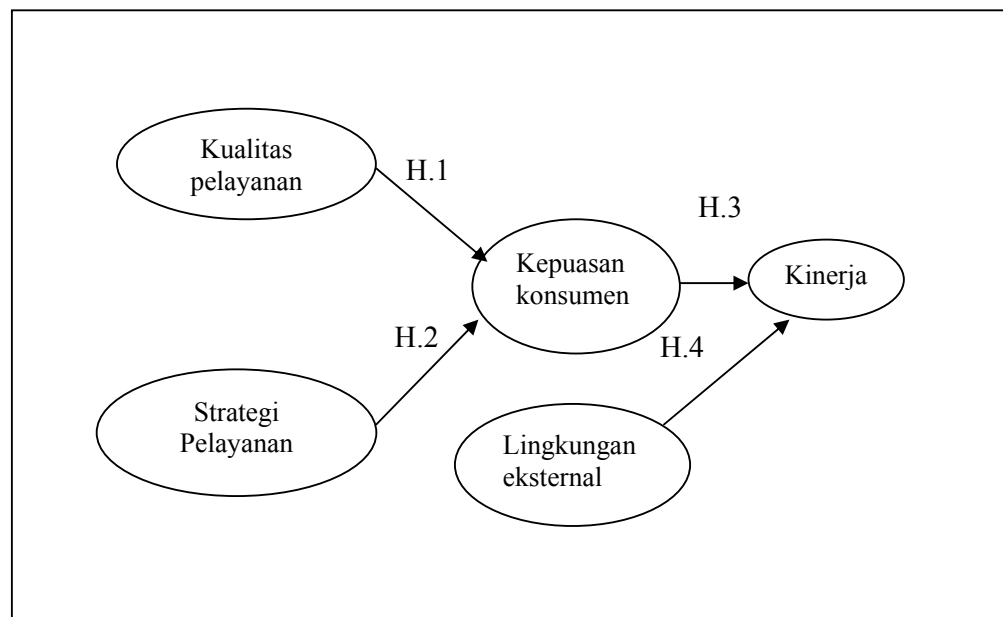 Kualitas
pelayanan
H.1
H.3
Kepuasan
konsumen
Kinerja
H.2
H.4
Strategi
Pelayanan
Lingkungan
eksternal